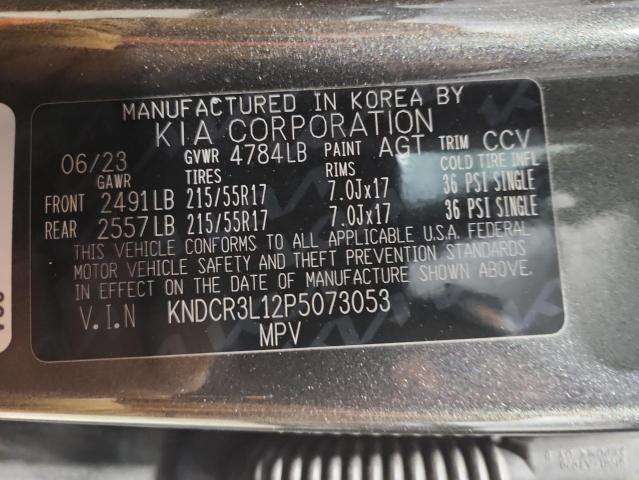 MANUFACTURED IN KOREA BY
KIA CORPORATION
06/23 GVWR 4784LB PAINT AGT TRIM CCV
GAWR TIRES RIMS COLD TIRE INFL
FRONT 2491LB 215/55R17 7.0Jx17 36 PSI SINGLE
REAR 2557LB 215/55R17 7.0Jx17 36 PSI SINGLE
THIS VEHICLE CONFORMS TO ALL APPLICABLE U.S.A. FEDERAL
MOTOR VEHICLE SAFETY AND THEFT PREVENTION STANDARDS
IN EFFECT ON THE DATE OF MANUFACTURE SHOWN ABOVE.
V.I.N KNDCR3L12P5073053
MPV